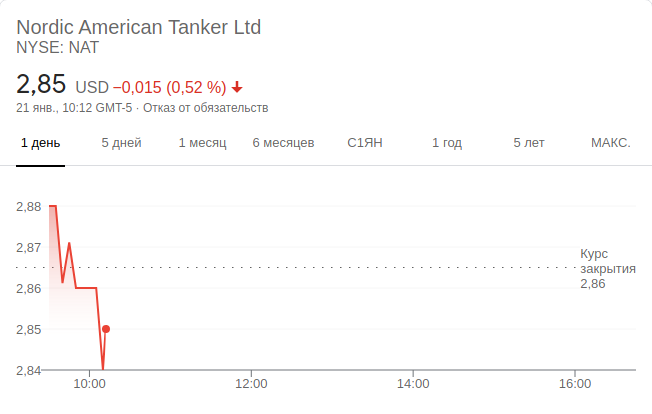 Nordic American Tanker Ltd
NYSE: NAT
2,85 USD −0,015 (0,52 %)
21 янв., 10:12 GMT-5 · Отказ от обязательств
1 день 5 дней 1 месяц 6 месяцев С1ЯН 1 год 5 лет МАКС.
2,88
2,87
Курс
закрытия
2,86
2,86
2,85
2,84
10:00 12:00 14:00 16:00